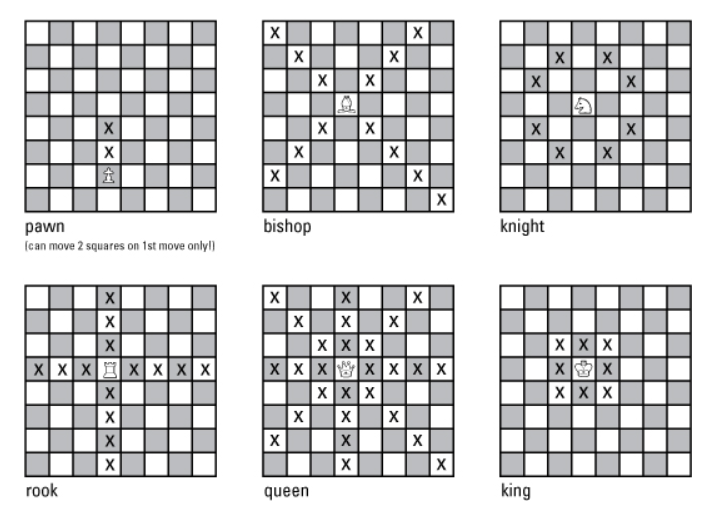 pawn
(can move 2 squares on 1st move only!)
bishop
knight
rook
queen
king